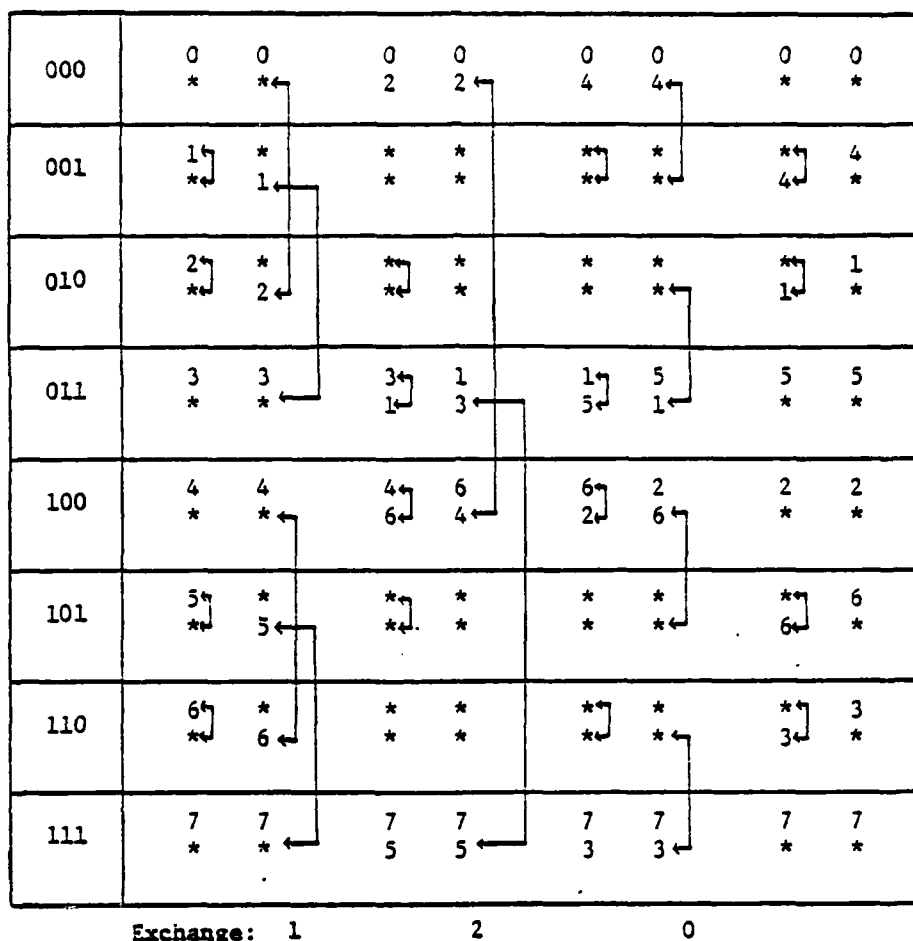 0 0 0 0 0 0 0 0
000
* * 2 2 4 4 * *
1 * * * * * * 4
001
* 1 * * * * 4 *
2 * * * * * * 1
010
* 2 * * * * 1 *
3 3 3 1 1 5 5 5
011
* * 1 3 5 1 * *
4 4 4 6 6 2 2 2
100
* * 6 4 2 6 * *
5 * * * * * * 6
101
* 5 * * * * 6 *
6 * * * * * * 3
110
* 6 * * * * 3 *
7 7 7 7 7 7 7 7
111
* * 5 5 3 3 * *
Exchange: 1 2 0